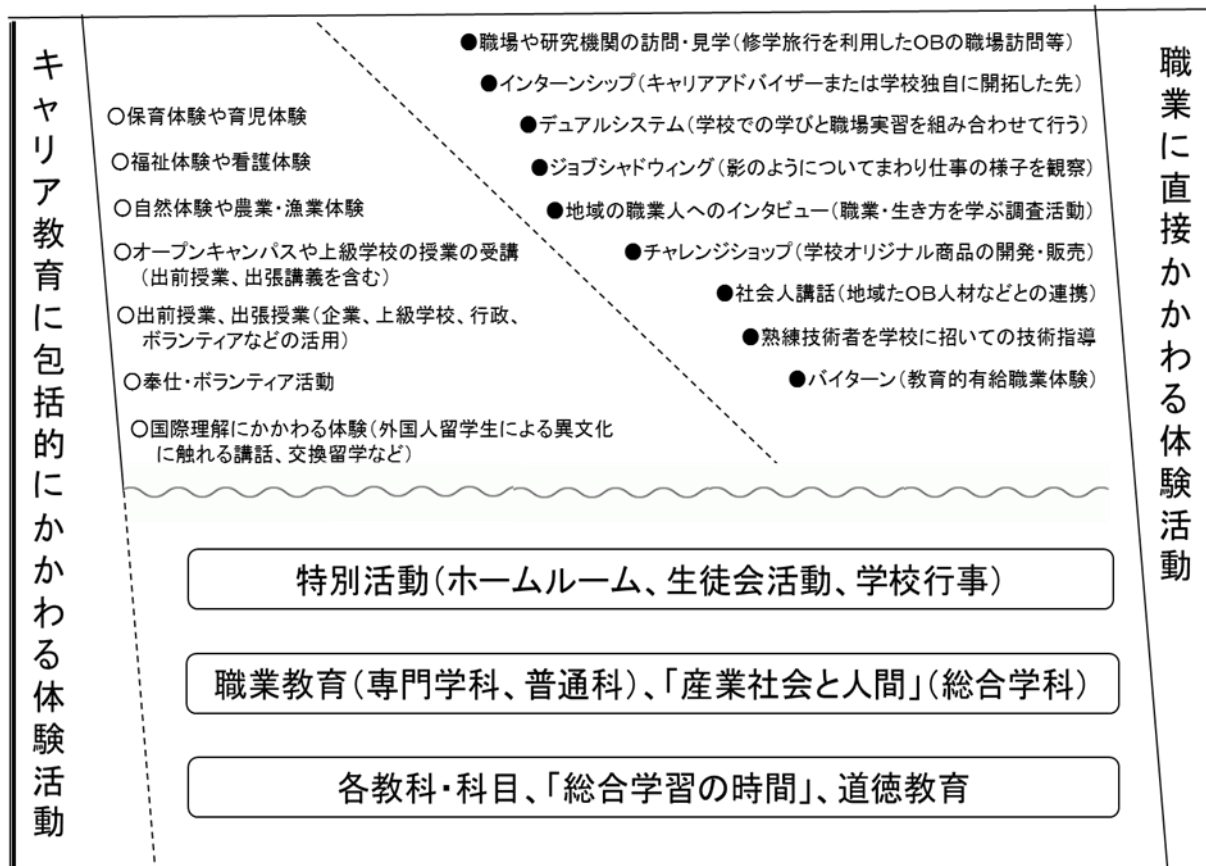 キャリア教育に包括的にかかわる体験活動
○保育体験や育児体験
○福祉体験や看護体験
○自然体験や農業・漁業体験
○オープンキャンパスや上級学校の授業の受講
(出前授業、出張講義を含む)
○出前授業、出張授業(企業、上級学校、行政、
ボランティアなどの活用)
○奉仕・ボランティア活動
○国際理解にかかわる体験(外国人留学生による異文化
に触れる講話、交換留学など)
●職場や研究機関の訪問・見学(修学旅行を利用したOBの職場訪問等)
●インターンシップ(キャリアアドバイザーまたは学校独自に開拓した先)
●デュアルシステム(学校での学びと職場実習を組み合わせて行う)
●ジョブシャドウィング(影のようについてまわり仕事の様子を観察)
●地域の職業人へのインタビュー(職業・生き方を学ぶ調査活動)
●チャレンジショップ(学校オリジナル商品の開発・販売)
●社会人講話(地域たOB人材などとの連携)
●熟練技術者を学校に招いての技術指導
●バイターン(教育的有給職業体験)
職業に直接かかわる体験活動
特別活動(ホームルーム、生徒会活動、学校行事)
職業教育(専門学科、普通科)、「産業社会と人間」(総合学科)
各教科・科目、「総合学習の時間」、道徳教育